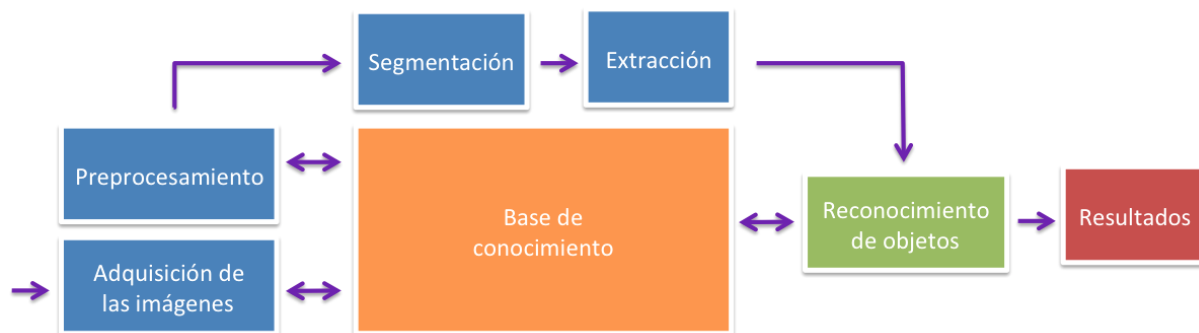 Segmentación
Extracción
Preprocesamiento
Base de
conocimiento
Reconocimiento
de objetos
Resultados
Adquisición de
las imágenes